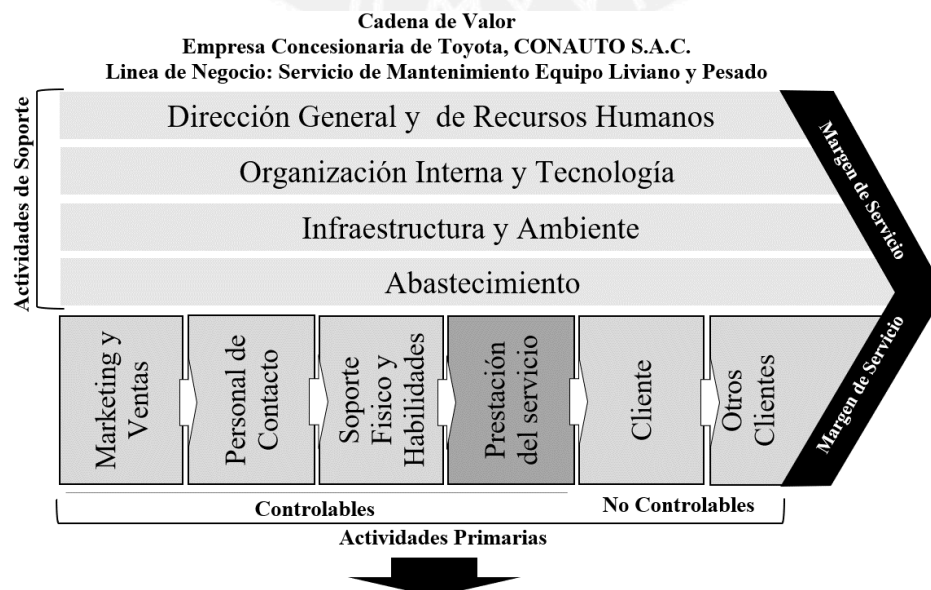 Cadena de Valor
Empresa Concesionaria de Toyota, CONAUTO S.A.C.
Linea de Negocio: Servicio de Mantenimiento Equipo Liviano y Pesado
Actividades de Soporte
Dirección General y de Recursos Humanos
Organización Interna y Tecnología
Infraestructura y Ambiente
Abastecimiento
Margen de Servicio
Margen de Servicio
Marketing y
Ventas
Personal de
Contacto
Soporte
Fisico y
Habilidades
Prestación
del servicio
Cliente
Otros
Clientes
Controlables
No Controlables
Actividades Primarias